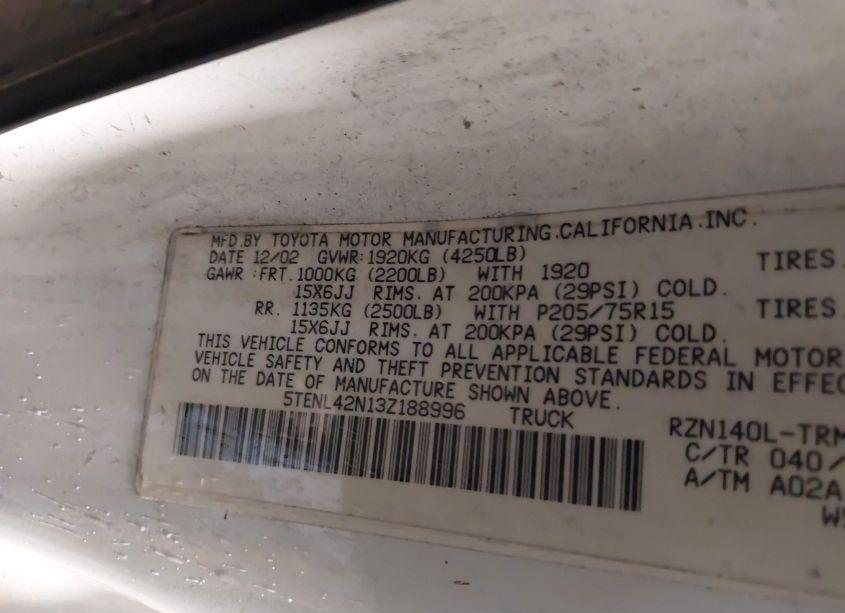 MFD.BY TOYOTA MOTOR MANUFACTURING.CALIFORNIA.INC.
DATE 12/02 GVWR:1920KG (4250LB)
GAWR:FRT.1000KG (2200LB) WITH 1920 TIRES.
15X6JJ RIMS. AT 200KPA (29PSI) COLD.
RR. 1135KG (2500LB) WITH P205/75R15 TIRES.
15X6JJ RIMS. AT 200KPA (29PSI) COLD.
THIS VEHICLE CONFORMS TO ALL APPLICABLE FEDERAL MOTOR
VEHICLE SAFETY AND THEFT PREVENTION STANDARDS IN EFFEC
ON THE DATE OF MANUFACTURE SHOWN ABOVE.
5TENL42N13Z188996 TRUCK
RZN140L-TRM
C/TR 040/
A/TM A02A